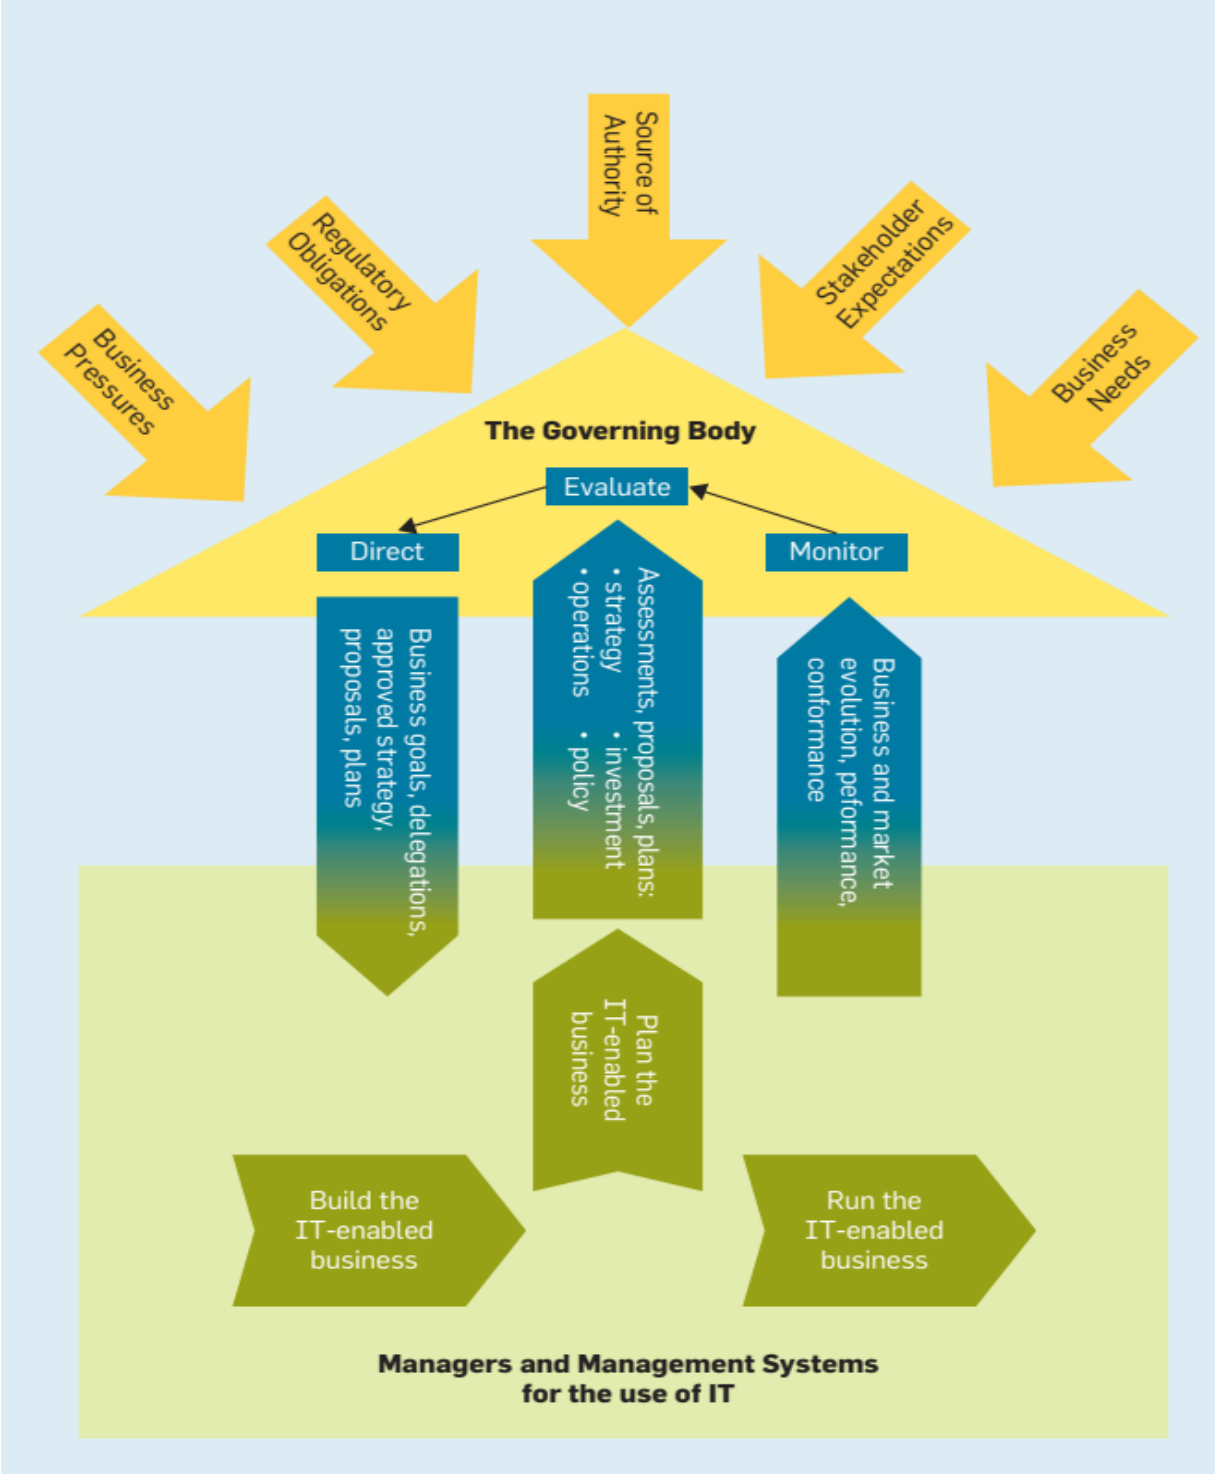 Source of
Authority
Regulatory
Obligations
Stakeholder
Expectations
Business
Pressures
Business
Needs
The Governing Body
Evaluate
Direct
Monitor
Business goals, delegations,
approved strategy,
proposals, plans
Assessments, proposals, plans:
• strategy • investment
• operations • policy
Business and market
evolution, peformance,
conformance
Plan the
IT-enabled
business
Build the
IT-enabled
business
Run the
IT-enabled
business
Managers and Management Systems
for the use of IT